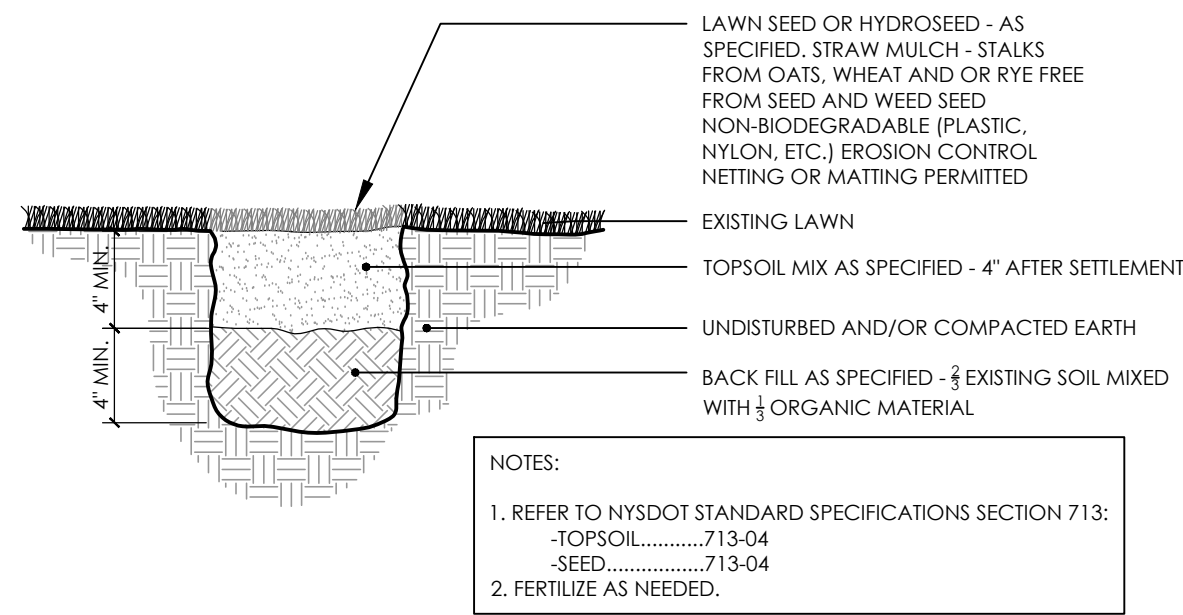 LAWN SEED OR HYDROSEED - AS
SPECIFIED. STRAW MULCH - STALKS
FROM OATS, WHEAT AND OR RYE FREE
FROM SEED AND WEED SEED
NON-BIODEGRADABLE (PLASTIC,
NYLON, ETC.) EROSION CONTROL
NETTING OR MATTING PERMITTED
EXISTING LAWN
TOPSOIL MIX AS SPECIFIED - 4" AFTER SETTLEMENT
UNDISTURBED AND/OR COMPACTED EARTH
BACK FILL AS SPECIFIED - 2/3 EXISTING SOIL MIXED
WITH 1/3 ORGANIC MATERIAL
4" MIN.
4" MIN.
NOTES:
1. REFER TO NYSDOT STANDARD SPECIFICATIONS SECTION 713:
-TOPSOIL...........713-04
-SEED.................713-04
2. FERTILIZE AS NEEDED.